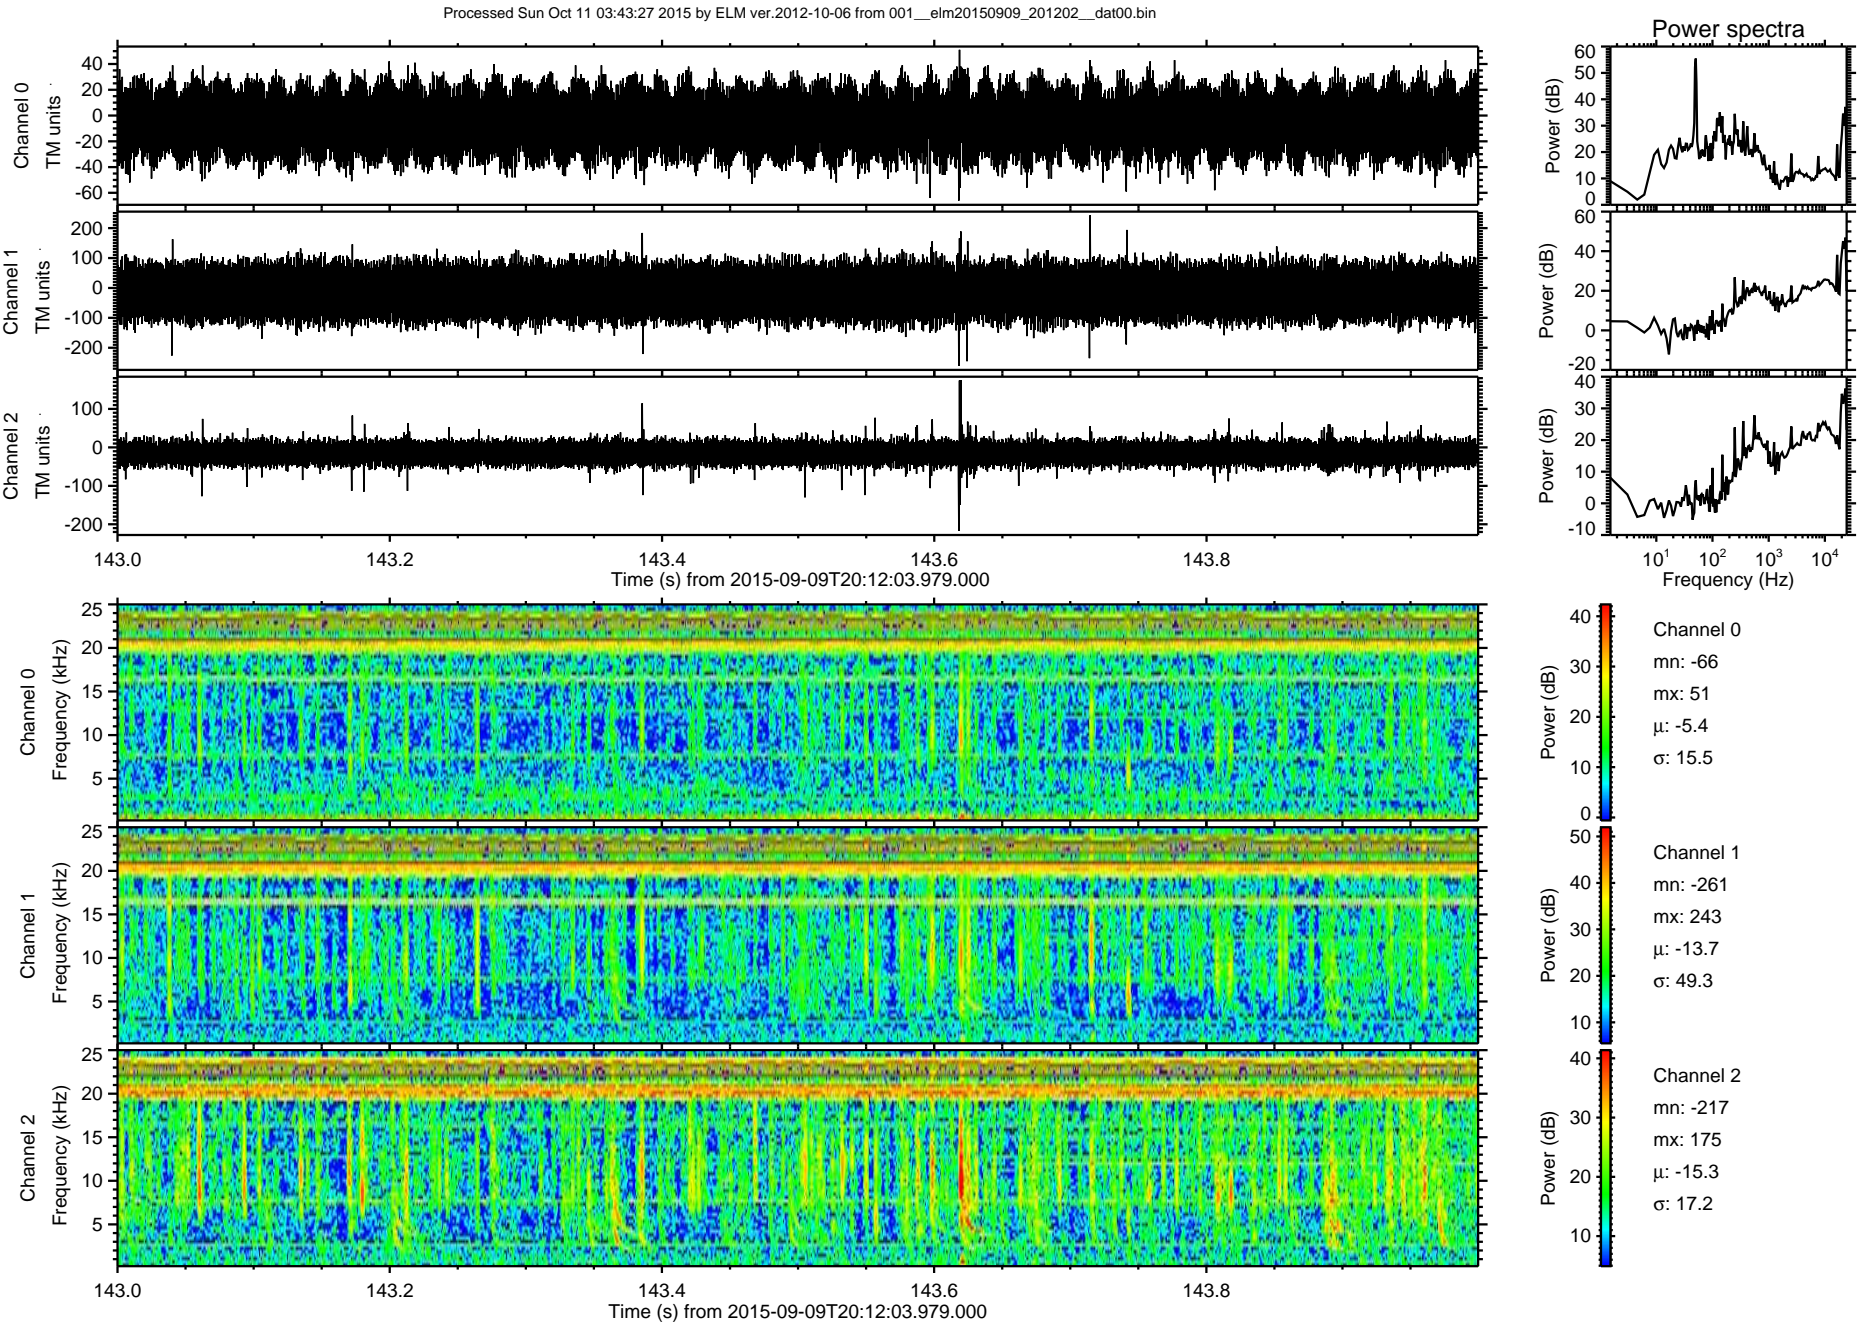 Processed Sun Oct 11 03:43:27 2015 by ELM ver.2012-10-06 from 001__elm20150909_201202__dat00.bin
Power spectra
Channel 0
TM units
40
20
0
-20
-40
-60
Power (dB)
60
50
40
30
20
10
0
Channel 1
TM units
200
100
0
-100
-200
Power (dB)
60
40
20
0
-20
Channel 2
TM units
100
0
-100
-200
Power (dB)
40
30
20
10
0
-10
143.0 143.2 143.4 143.6 143.8
Time (s) from 2015-09-09T20:12:03.979.000
10¹ 10² 10³ 10⁴
Frequency (Hz)
Channel 0
Frequency (kHz)
25
20
15
10
5
Power (dB)
40
30
20
10
0
Channel 0
mn: -66
mx: 51
μ: -5.4
σ: 15.5
Channel 1
Frequency (kHz)
25
20
15
10
5
Power (dB)
50
40
30
20
10
Channel 1
mn: -261
mx: 243
μ: -13.7
σ: 49.3
Channel 2
Frequency (kHz)
25
20
15
10
5
Power (dB)
40
30
20
10
Channel 2
mn: -217
mx: 175
μ: -15.3
σ: 17.2
143.0 143.2 143.4 143.6 143.8
Time (s) from 2015-09-09T20:12:03.979.000